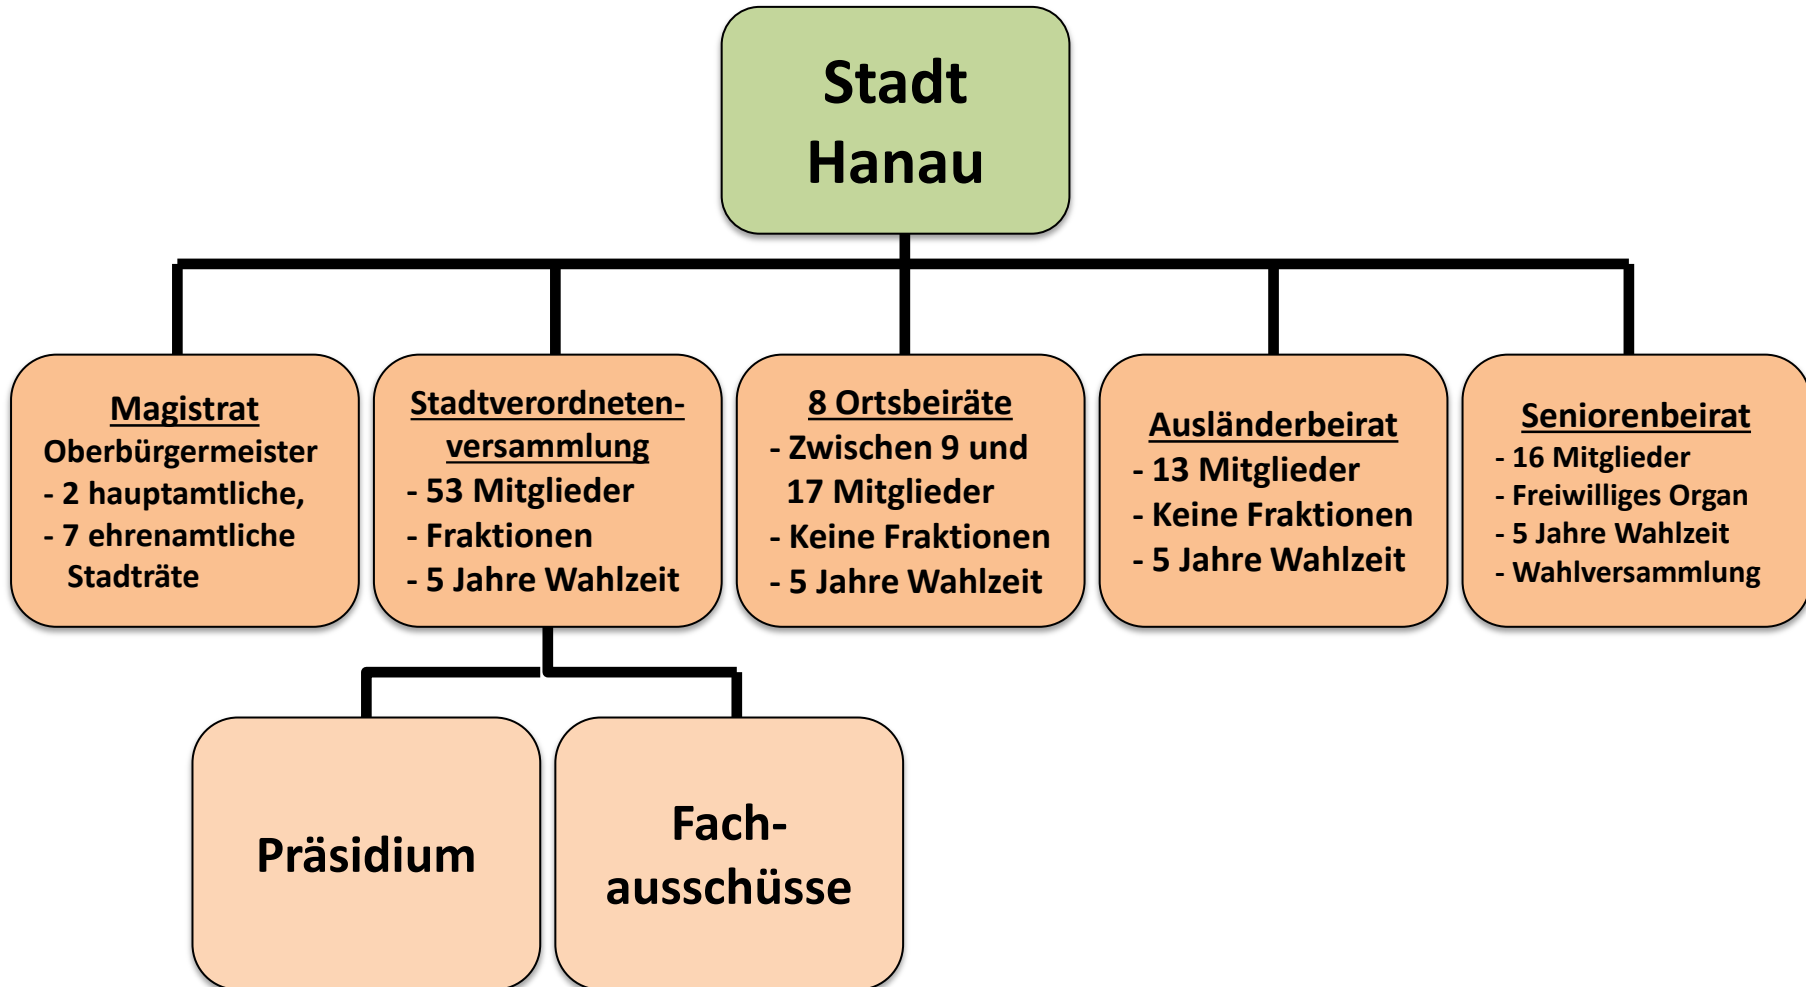 Stadt
Hanau
Magistrat
Oberbürgermeister
- 2 hauptamtliche,
- 7 ehrenamtliche
Stadträte
Stadtverordneten-
versammlung
- 53 Mitglieder
- Fraktionen
- 5 Jahre Wahlzeit
8 Ortsbeiräte
- Zwischen 9 und
17 Mitglieder
- Keine Fraktionen
- 5 Jahre Wahlzeit
Ausländerbeirat
- 13 Mitglieder
- Keine Fraktionen
- 5 Jahre Wahlzeit
Seniorenbeirat
- 16 Mitglieder
- Freiwilliges Organ
- 5 Jahre Wahlzeit
- Wahlversammlung
Präsidium
Fach-
ausschüsse